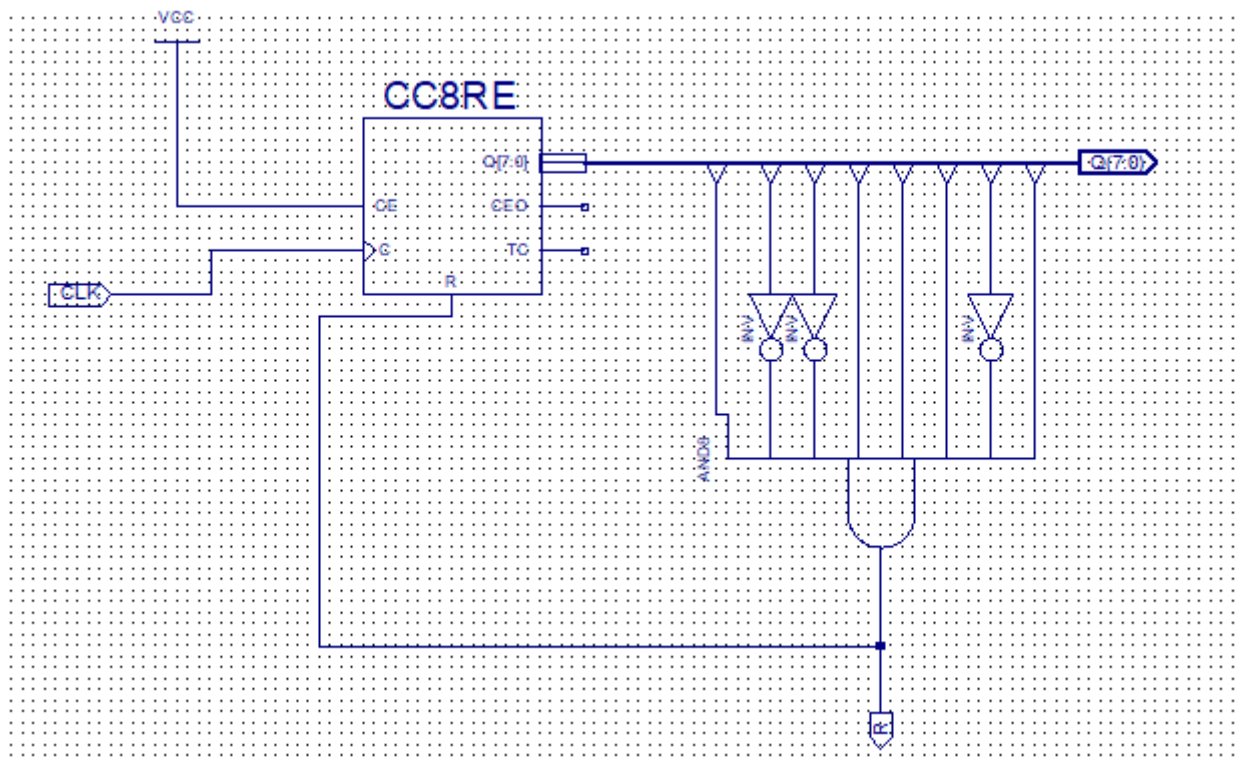 VCC
CC8RE
Q[7:0]
Q(7:0)
CE
CEO
C
TC
CLK
R
INV
INV
INV
AND8
R